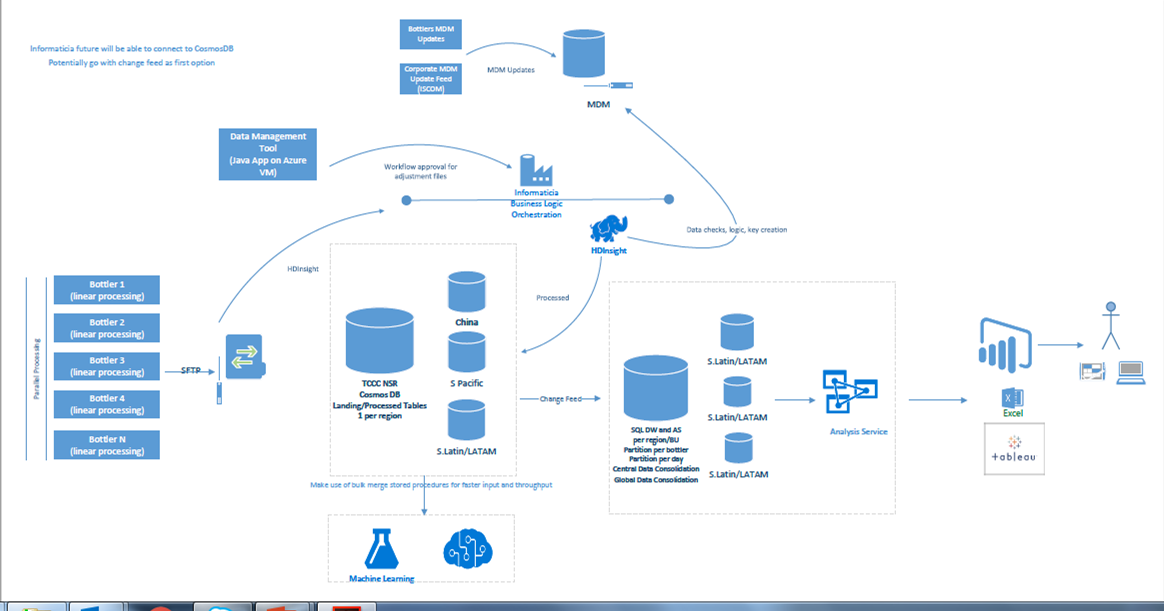 Informaticia future will be able to connect to CosmosDB
Potentially go with change feed as first option
Bottlers MDM
Updates
Corporate MDM
Update Feed
(ISCOM)
MDM Updates
MDM
Data Management
Tool
(Java App on Azure
VM)
Workflow approval for
adjustment files
Informaticia
Business Logic
Orchestration
HDInsight
Data checks, logic, key creation
HDInsight
Processed
Parallel Processing
Bottler 1
(linear processing)
Bottler 2
(linear processing)
Bottler 3
(linear processing)
Bottler 4
(linear processing)
Bottler N
(linear processing)
SFTP
TCCC NSR
Cosmos DB
Landing/Processed Tables
1 per region
China
S Pacific
S.Latin/LATAM
Change Feed
Make use of bulk merge stored procedures for faster input and throughput
Machine Learning
SQL DW and AS
per region/BU
Partition per bottler
Partition per day
Central Data Consolidation
Global Data Consolidation
S.Latin/LATAM
S.Latin/LATAM
S.Latin/LATAM
Analysis Service
X
Excel
+ableau